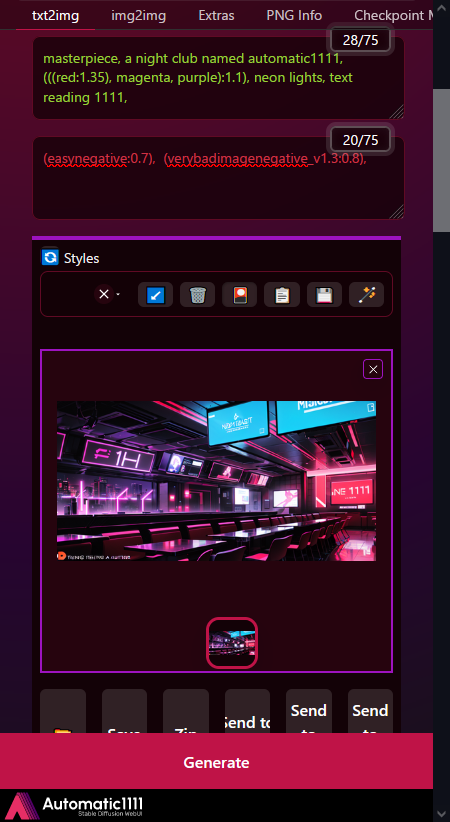 txt2img img2img Extras PNG Info Checkpoint M
28/75
masterpiece, a night club named automatic1111,
(((red:1.35), magenta, purple):1.1), neon lights, text
reading 1111,
20/75
(easynegative:0.7), (verybadimagenegative_v1.3:0.8),
Styles
1111
Save Zip Send to Send to Send to
Generate
Automatic1111
Stable Diffusion WebUI